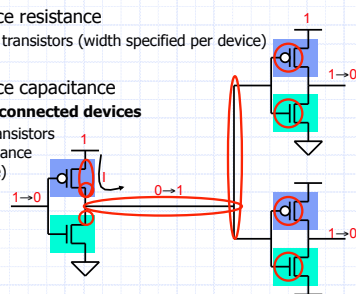 ce resistance
transistors (width specified per device)
ce capacitance
connected devices
ansistors
ance
)
1
1→0
1
I
0→1
1→0
1→0